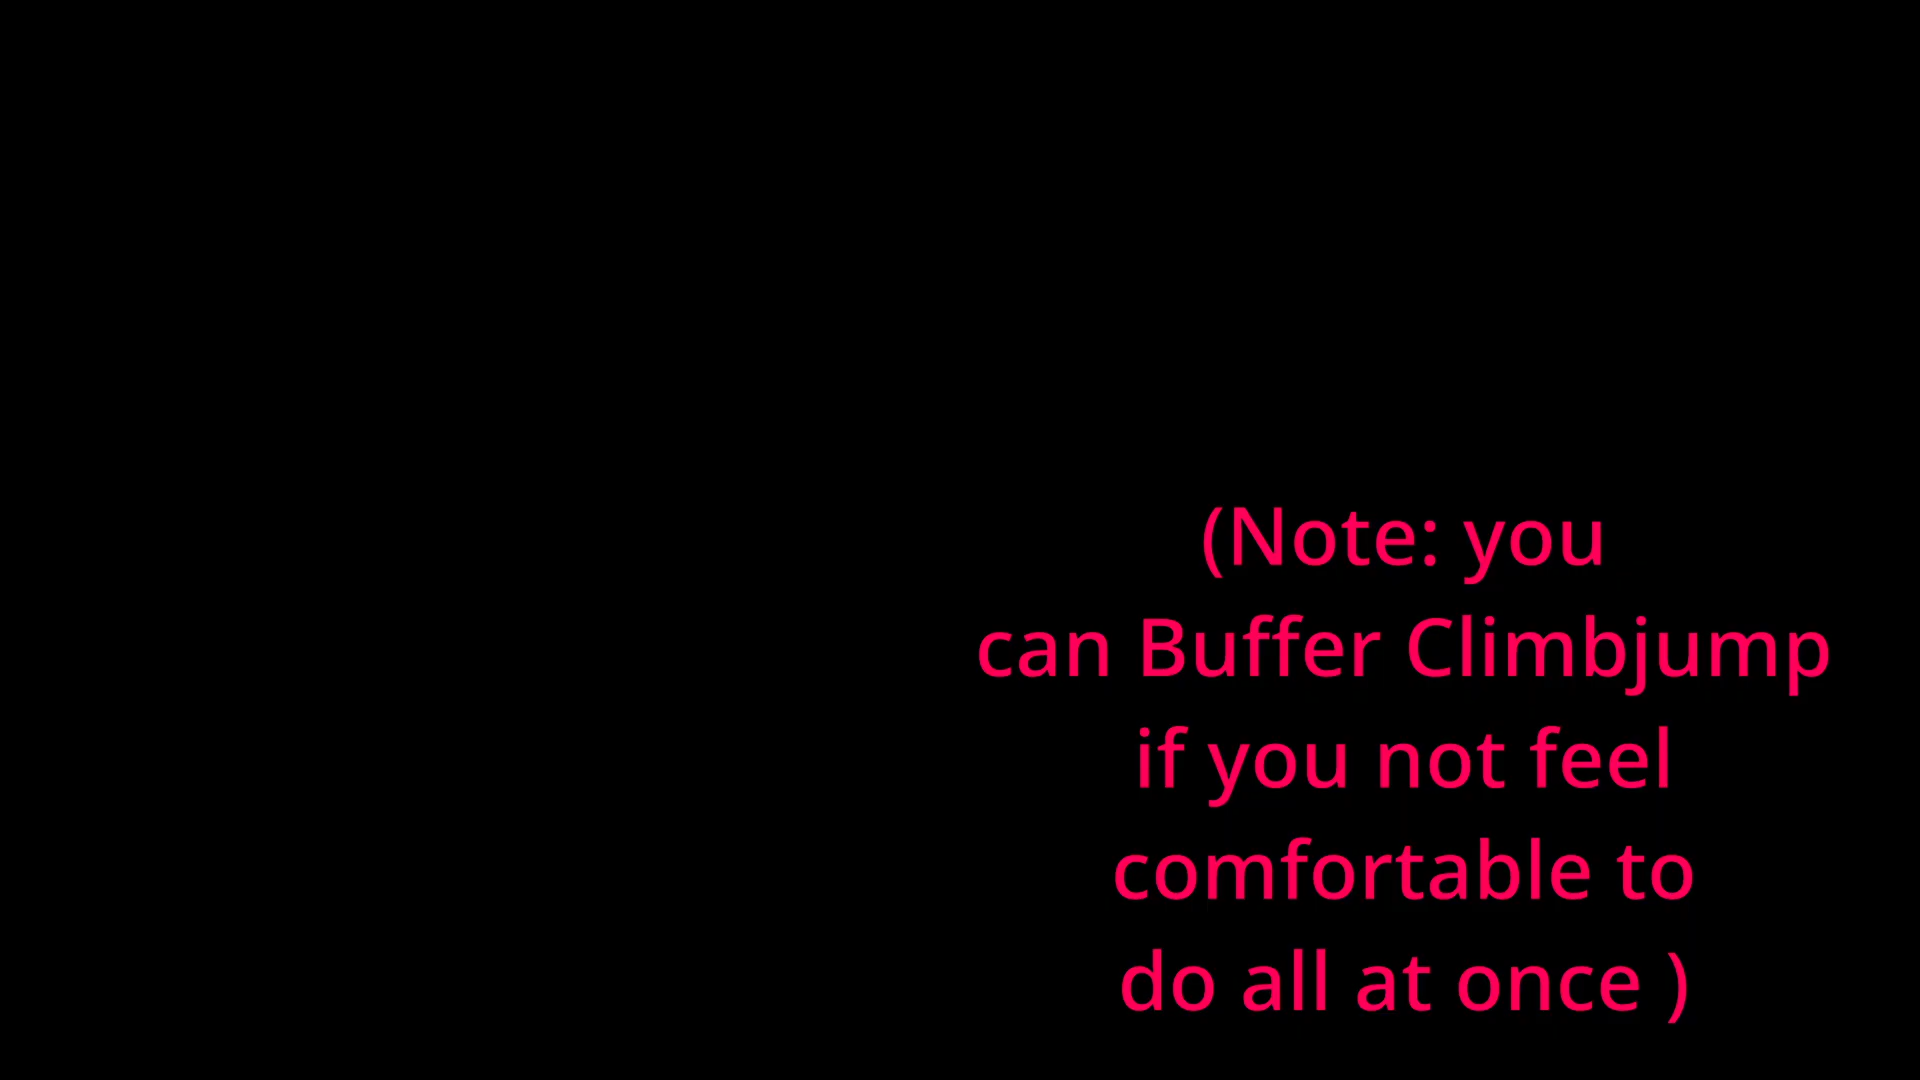 (Note: you
can Buffer Climbjump
if you not feel
comfortable to
do all at once )